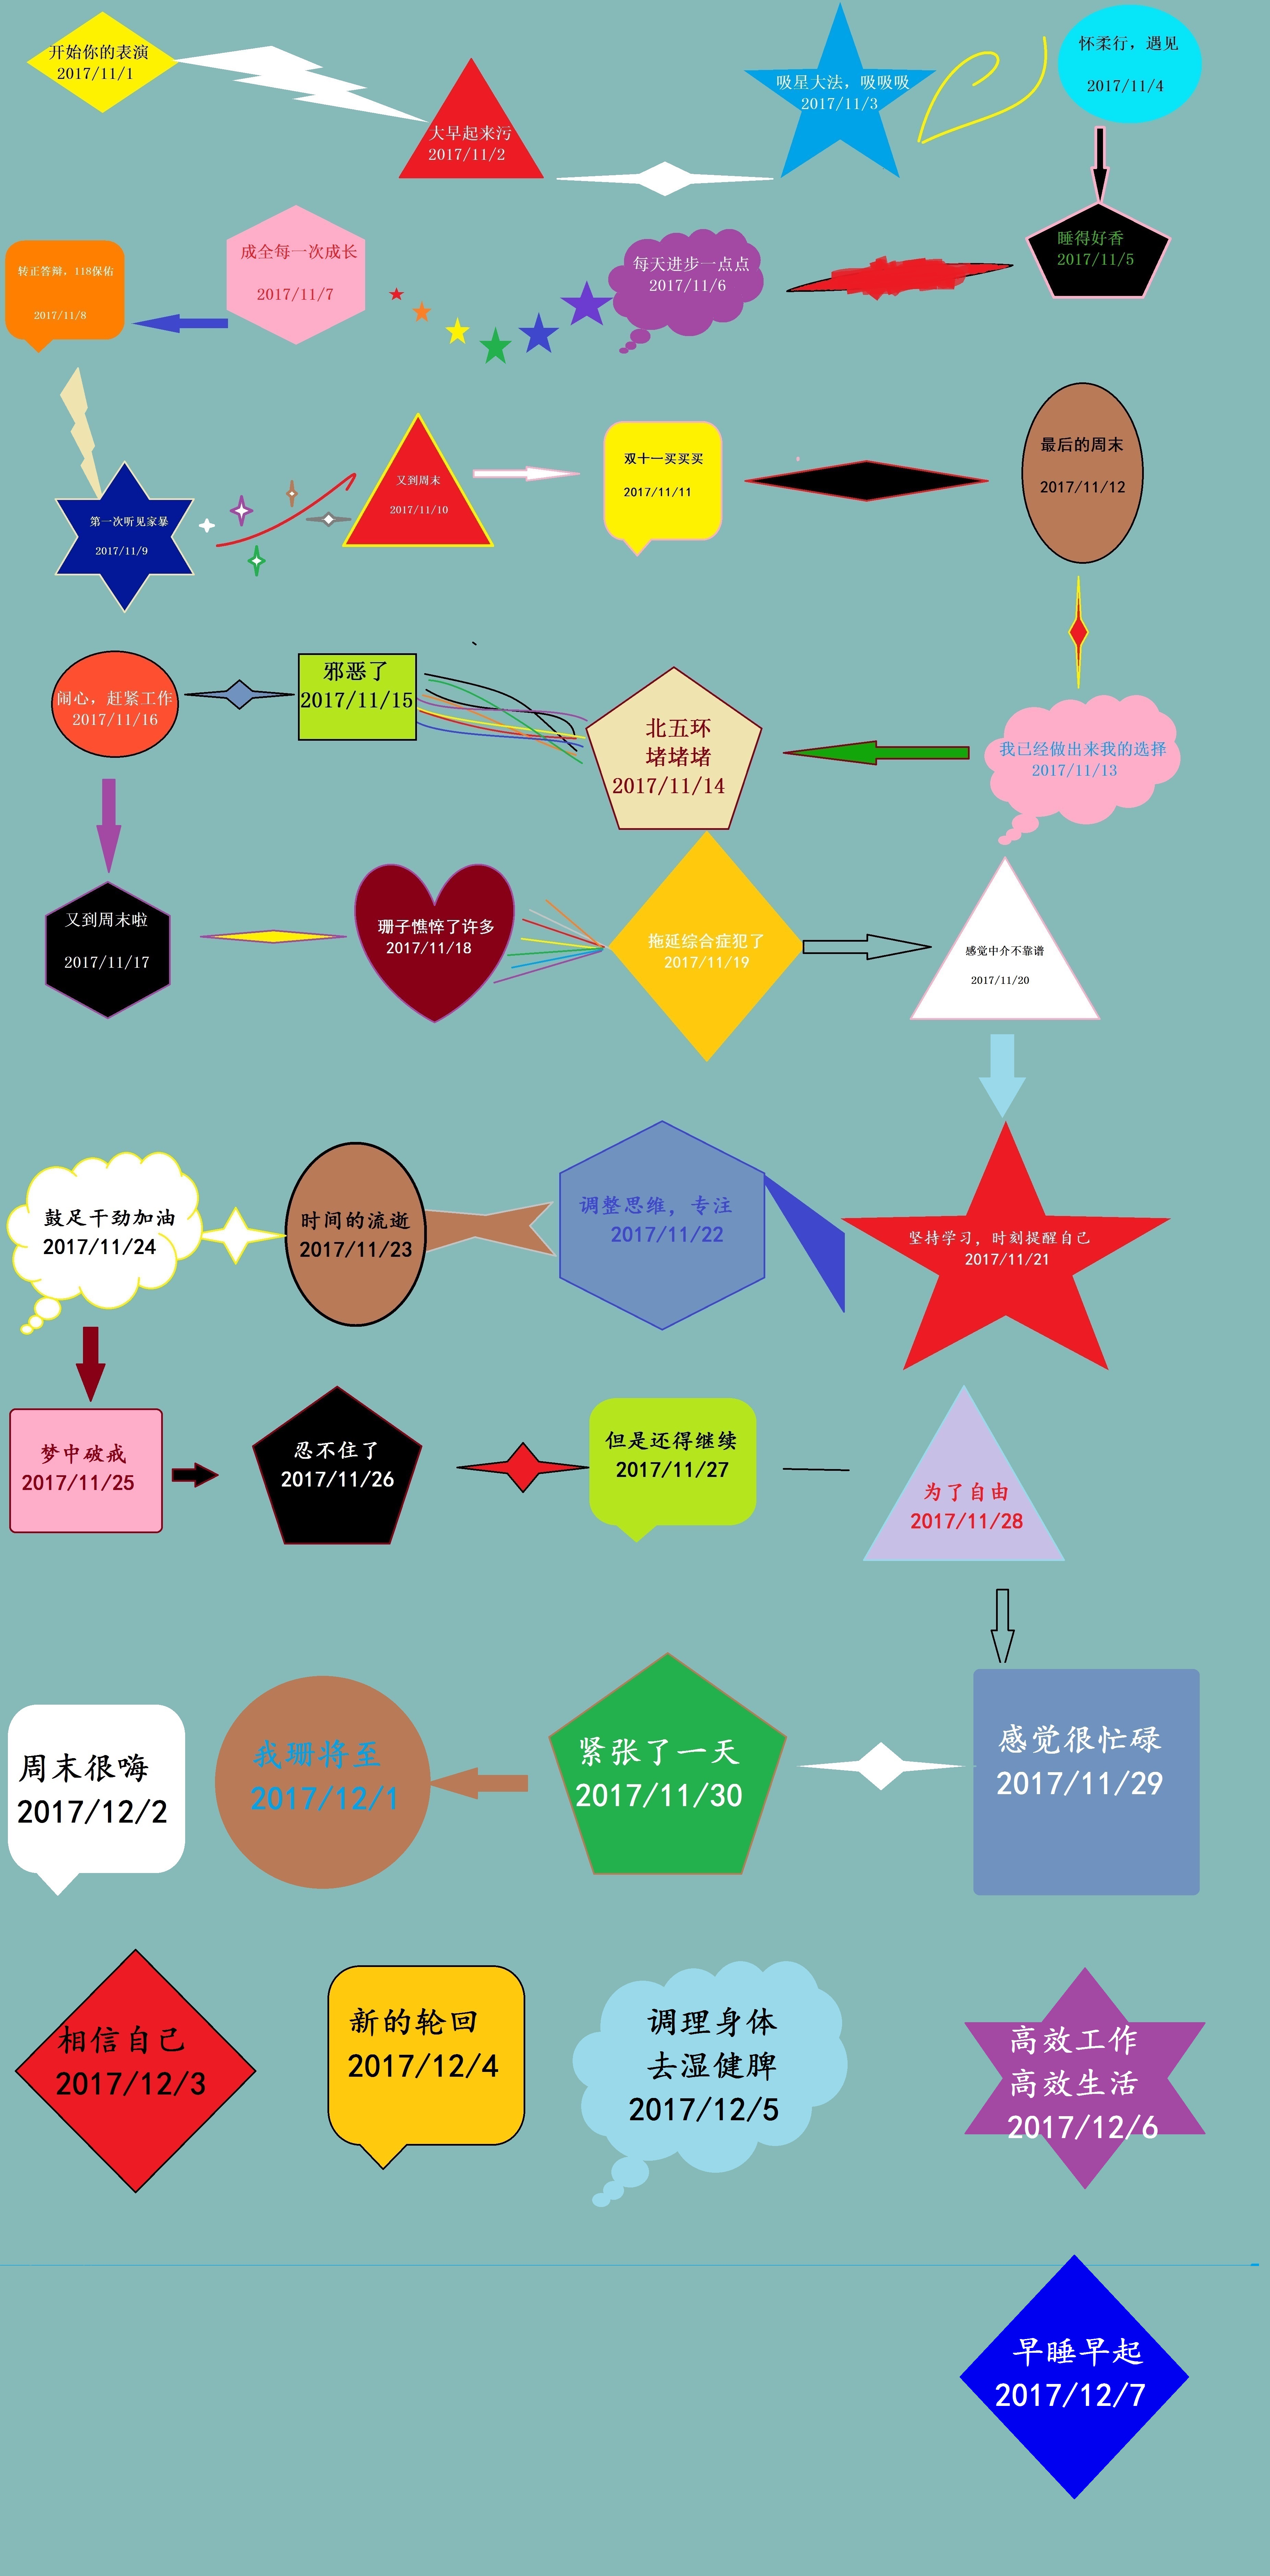 开始你的表演
2017/11/1
大早起来污
2017/11/2
吸星大法，吸吸吸
2017/11/3
怀柔行，遇见
2017/11/4
睡得好香
2017/11/5
每天进步一点点
2017/11/6
成全每一次成长
2017/11/7
转正答辩，118保佑
2017/11/8
第一次听见家暴
2017/11/9
又到周末
2017/11/10
双十一买买买
2017/11/11
最后的周末
2017/11/12
我已经做出来我的选择
2017/11/13
北五环
堵堵堵
2017/11/14
邪恶了
2017/11/15
闹心，赶紧工作
2017/11/16
又到周末啦
2017/11/17
珊子憔悴了许多
2017/11/18
拖延综合症犯了
2017/11/19
感觉中介不靠谱
2017/11/20
坚持学习，时刻提醒自己
2017/11/21
调整思维，专注
2017/11/22
时间的流逝
2017/11/23
鼓足干劲加油
2017/11/24
梦中破戒
2017/11/25
忍不住了
2017/11/26
但是还得继续
2017/11/27
为了自由
2017/11/28
感觉很忙碌
2017/11/29
紧张了一天
2017/11/30
我珊将至
2017/12/1
周末很嗨
2017/12/2
相信自己
2017/12/3
新的轮回
2017/12/4
调理身体
去湿健脾
2017/12/5
高效工作
高效生活
2017/12/6
早睡早起
2017/12/7